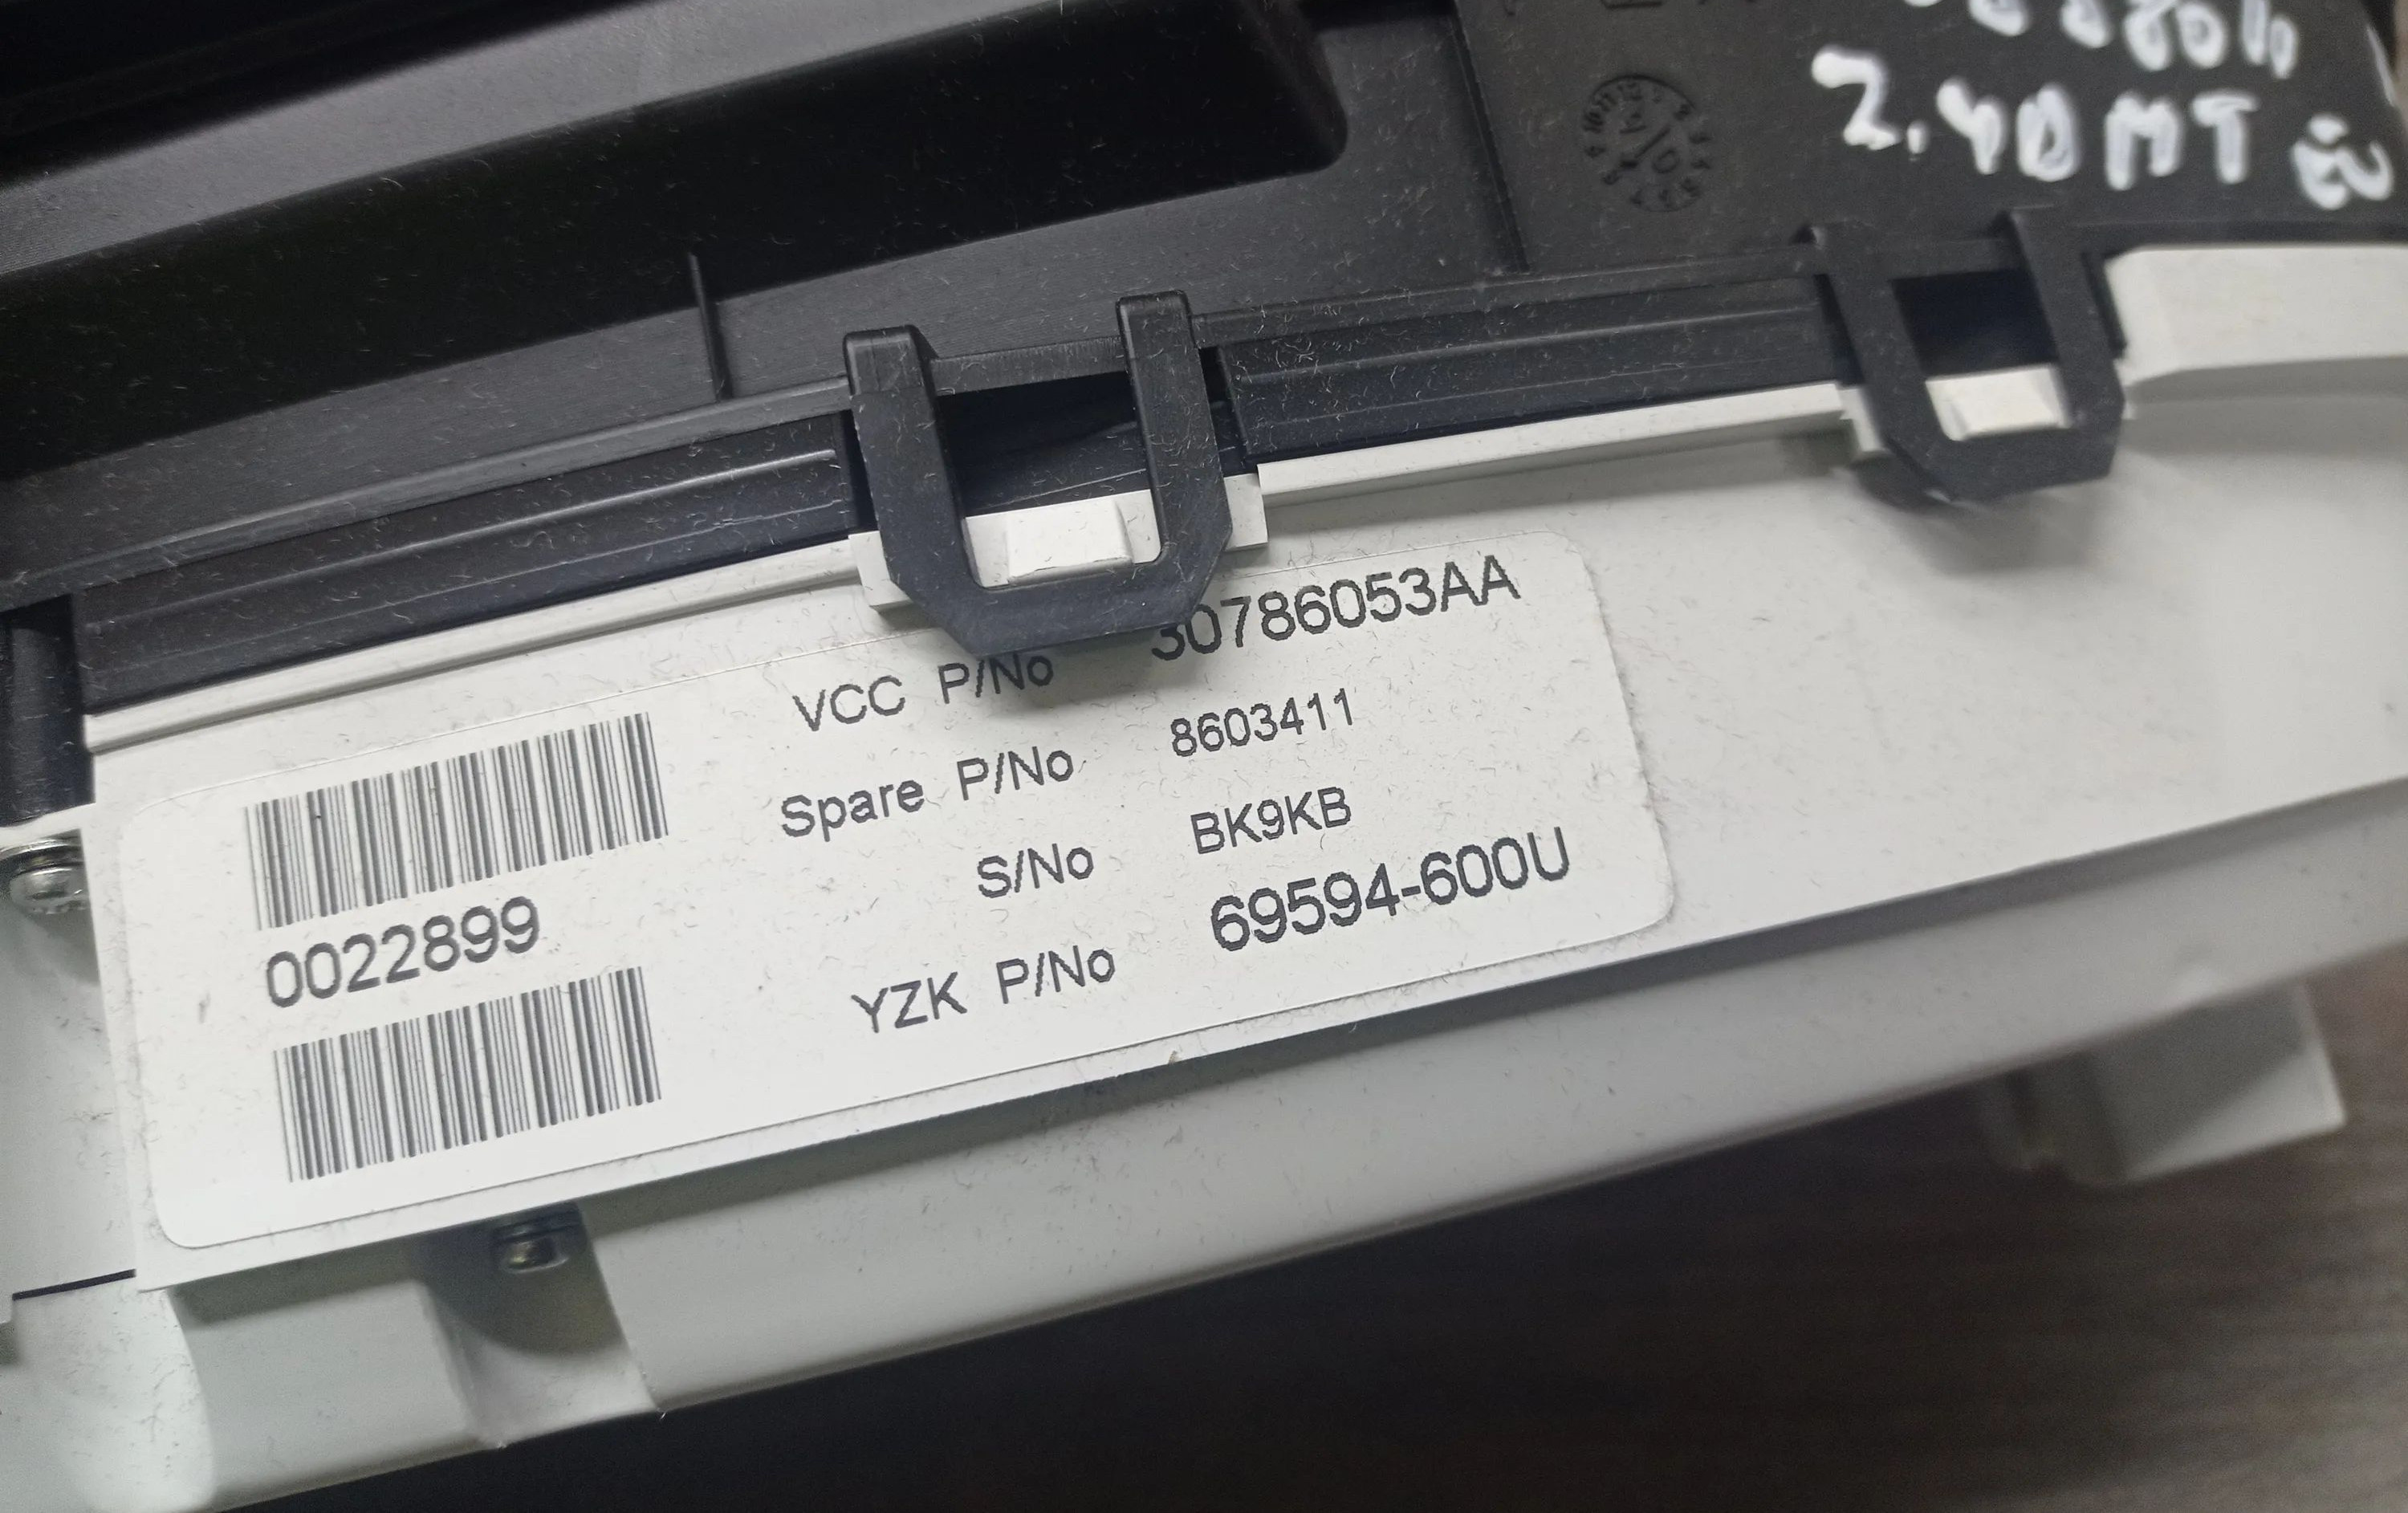 2.4D MT
VCC P/No 30786053AA
Spare P/No 8603411
S/No BK9KB
YZK P/No 69594-600U
0022899